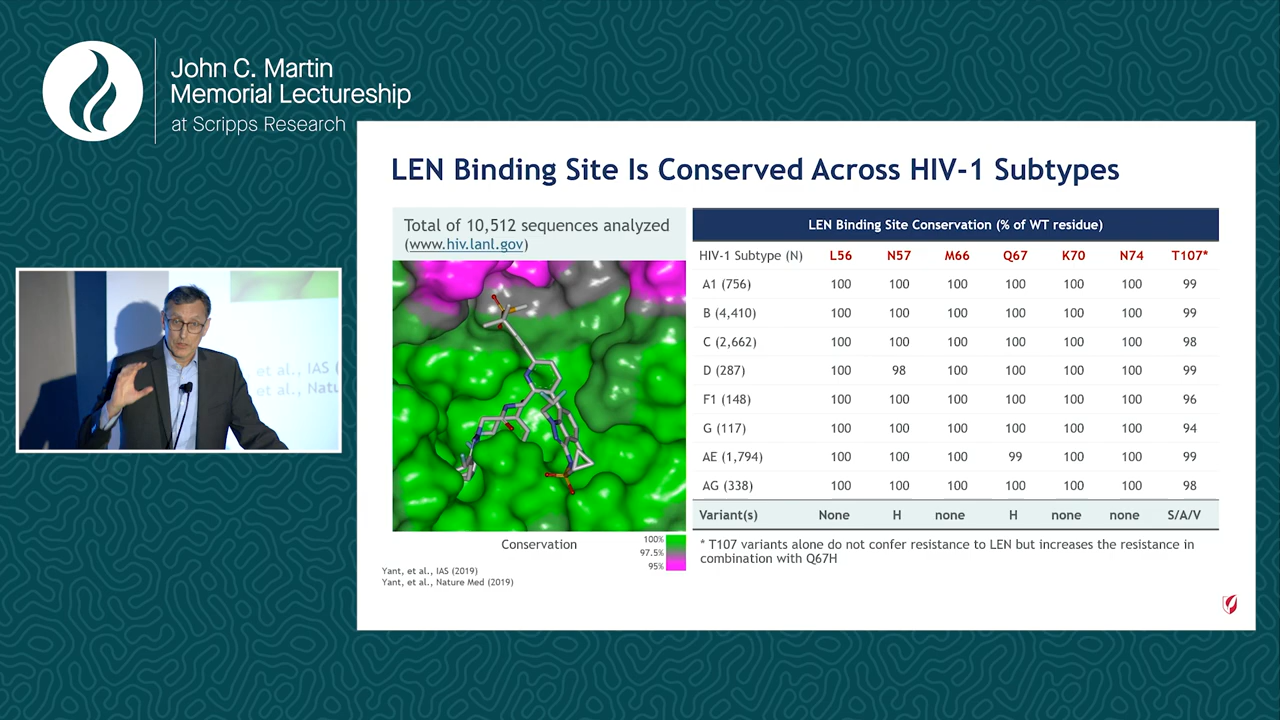 John C. Martin
Memorial Lectureship
at Scripps Research
LEN Binding Site Is Conserved Across HIV-1 Subtypes
Total of 10,512 sequences analyzed
(www.hiv.lanl.gov)
LEN Binding Site Conservation (% of WT residue)
HIV-1 Subtype (N) L56 N57 M66 Q67 K70 N74 T107*
A1 (756) 100 100 100 100 100 100 99
B (4,410) 100 100 100 100 100 100 99
C (2,662) 100 100 100 100 100 100 98
D (287) 100 98 100 100 100 100 99
F1 (148) 100 100 100 100 100 100 96
G (117) 100 100 100 100 100 100 94
AE (1,794) 100 100 100 99 100 100 99
AG (338) 100 100 100 100 100 100 98
Variant(s) None H none H none none S/A/V
Conservation
100%
97.5%
95%
* T107 variants alone do not confer resistance to LEN but increases the resistance in
combination with Q67H
Yant, et al., IAS (2019)
Yant, et al., Nature Med (2019)
et al., IAS (
et al., Natu